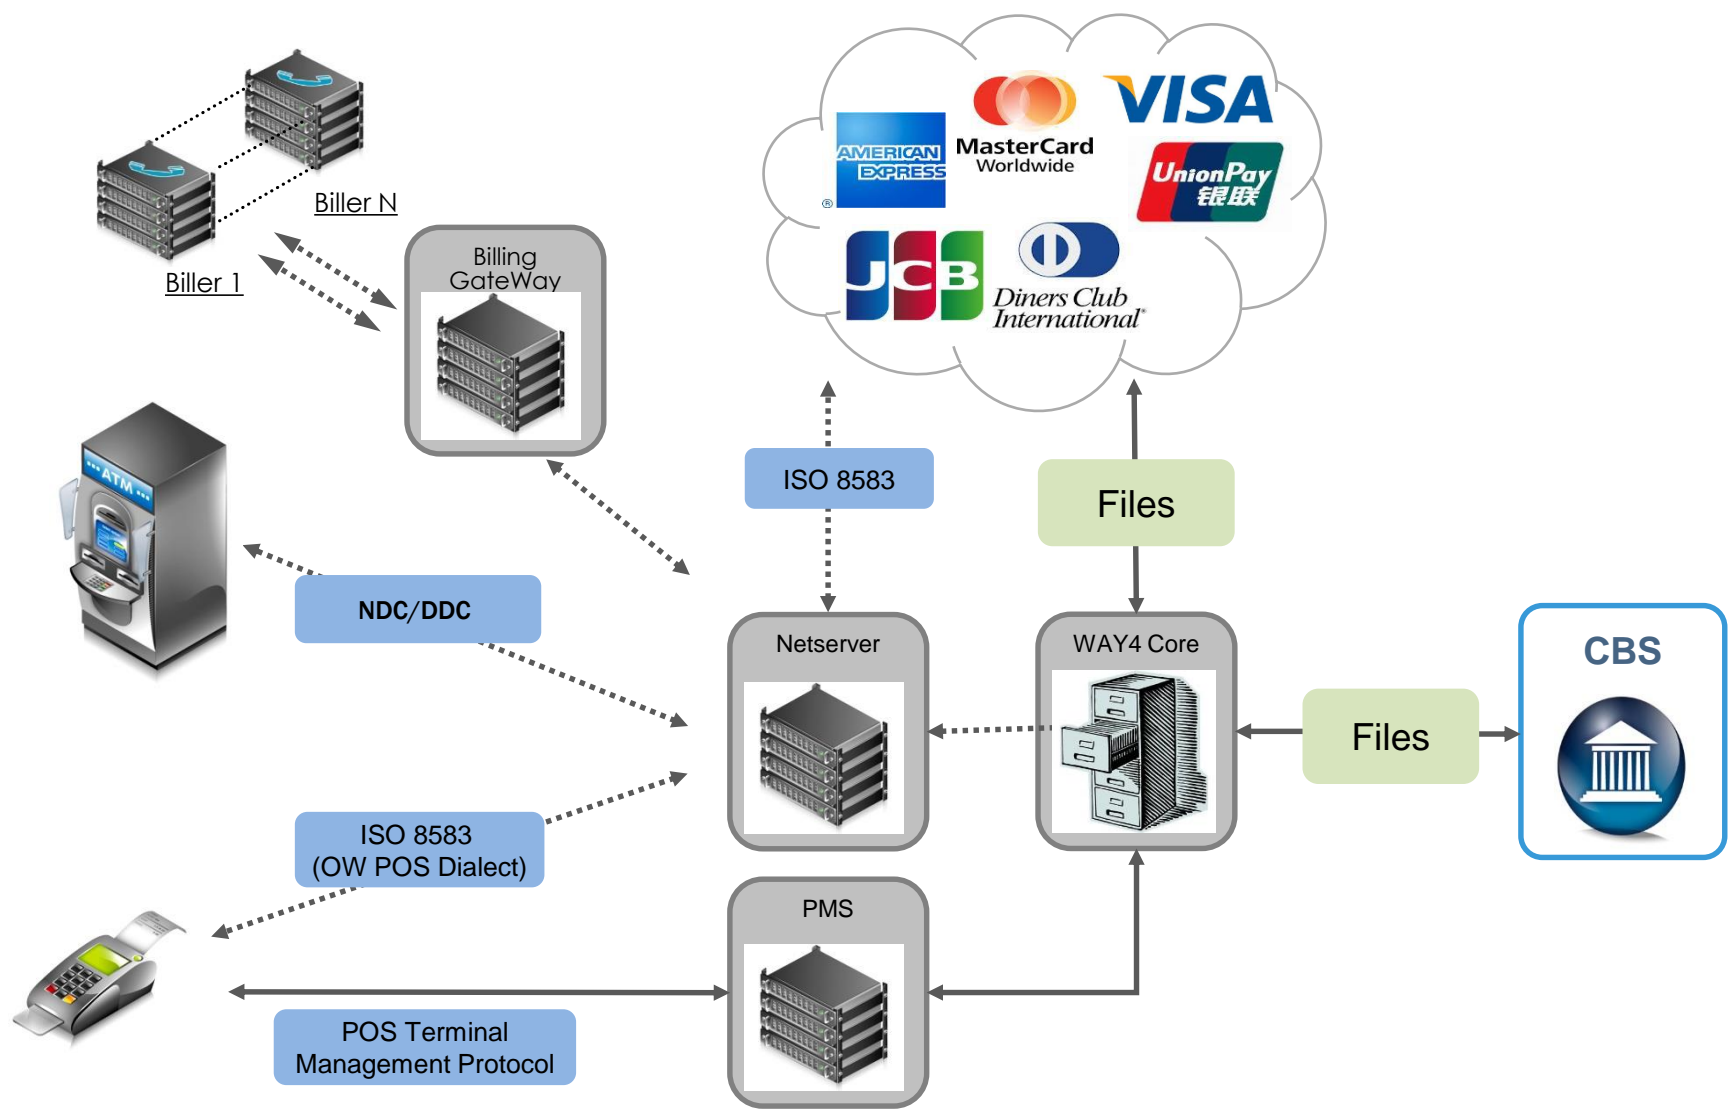 Biller N
Biller 1
Billing
GateWay
AMERICAN
EXPRESS
®
MasterCard
Worldwide
VISA
UnionPay
银联
JCB
Diners Club
International®
ATM
ISO 8583
Files
NDC/DDC
Netserver
WAY4 Core
CBS
Files
ISO 8583
(OW POS Dialect)
PMS
POS Terminal
Management Protocol